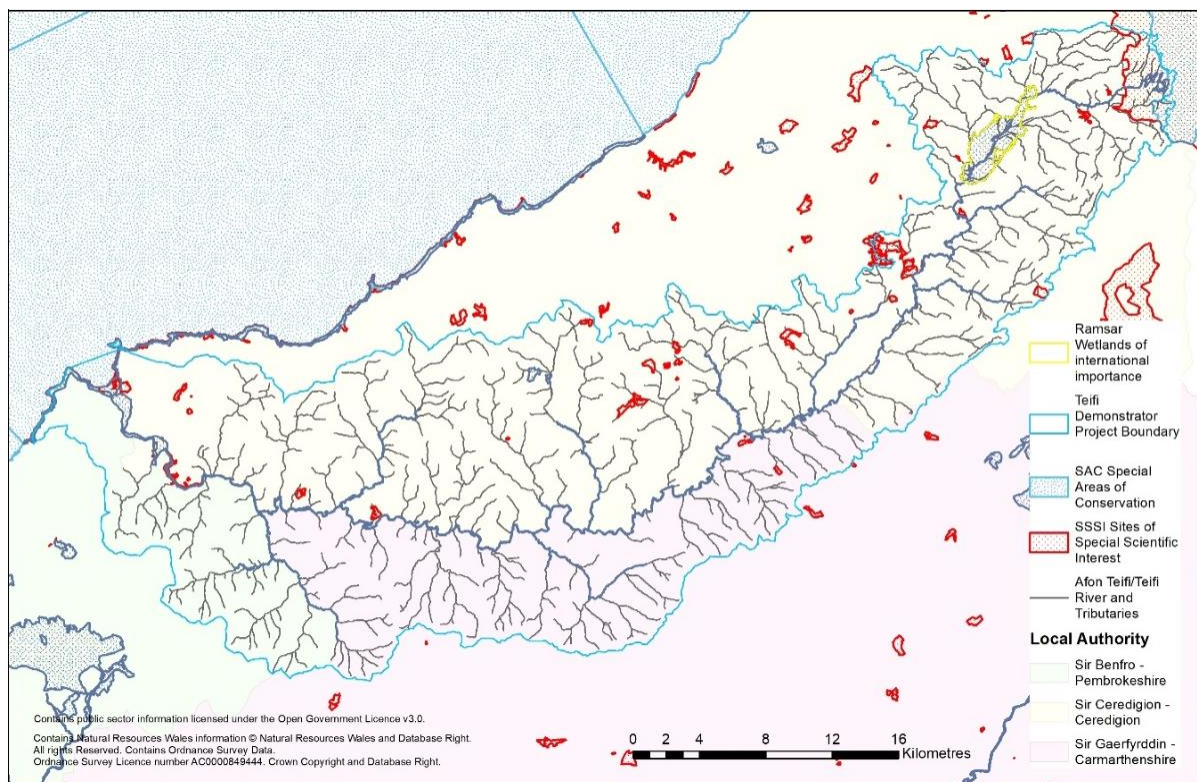 Ramsar
Wetlands of
international
importance
Teifi
Demonstrator
Project Boundary
SAC Special
Areas of
Conservation
SSSI Sites of
Special Scientific
Interest
Afon Teifi/Teifi
River and
Tributaries
Local Authority
Sir Benfro -
Pembrokeshire
Sir Ceredigion -
Ceredigion
Sir Gaerfyrddin -
Carmarthenshire
Contains public sector information licensed under the Open Government Licence v3.0.
Contains Natural Resources Wales information © Natural Resources Wales and Database Right.
All rights Reserved. Contains Ordnance Survey Data.
Ordnance Survey Licence number AC0000849444. Crown Copyright and Database Right.
0 2 4 8 12 16
Kilometres